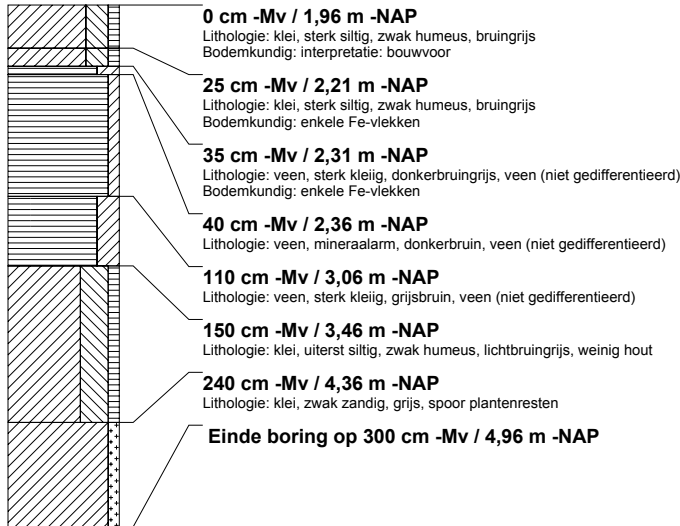 0 cm -Mv / 1,96 m -NAP
Lithologie: klei, sterk siltig, zwak humeus, bruingrijs
Bodemkundig: interpretatie: bouwvoor
25 cm -Mv / 2,21 m -NAP
Lithologie: klei, sterk siltig, zwak humeus, bruingrijs
Bodemkundig: enkele Fe-vlekken
35 cm -Mv / 2,31 m -NAP
Lithologie: veen, sterk kleiig, donkerbruingrijs, veen (niet gedifferentieerd)
Bodemkundig: enkele Fe-vlekken
40 cm -Mv / 2,36 m -NAP
Lithologie: veen, mineraalarm, donkerbruin, veen (niet gedifferentieerd)
110 cm -Mv / 3,06 m -NAP
Lithologie: veen, sterk kleiig, grijsbruin, veen (niet gedifferentieerd)
150 cm -Mv / 3,46 m -NAP
Lithologie: klei, uiterst siltig, zwak humeus, lichtbruingrijs, weinig hout
240 cm -Mv / 4,36 m -NAP
Lithologie: klei, zwak zandig, grijs, spoor plantenresten
Einde boring op 300 cm -Mv / 4,96 m -NAP